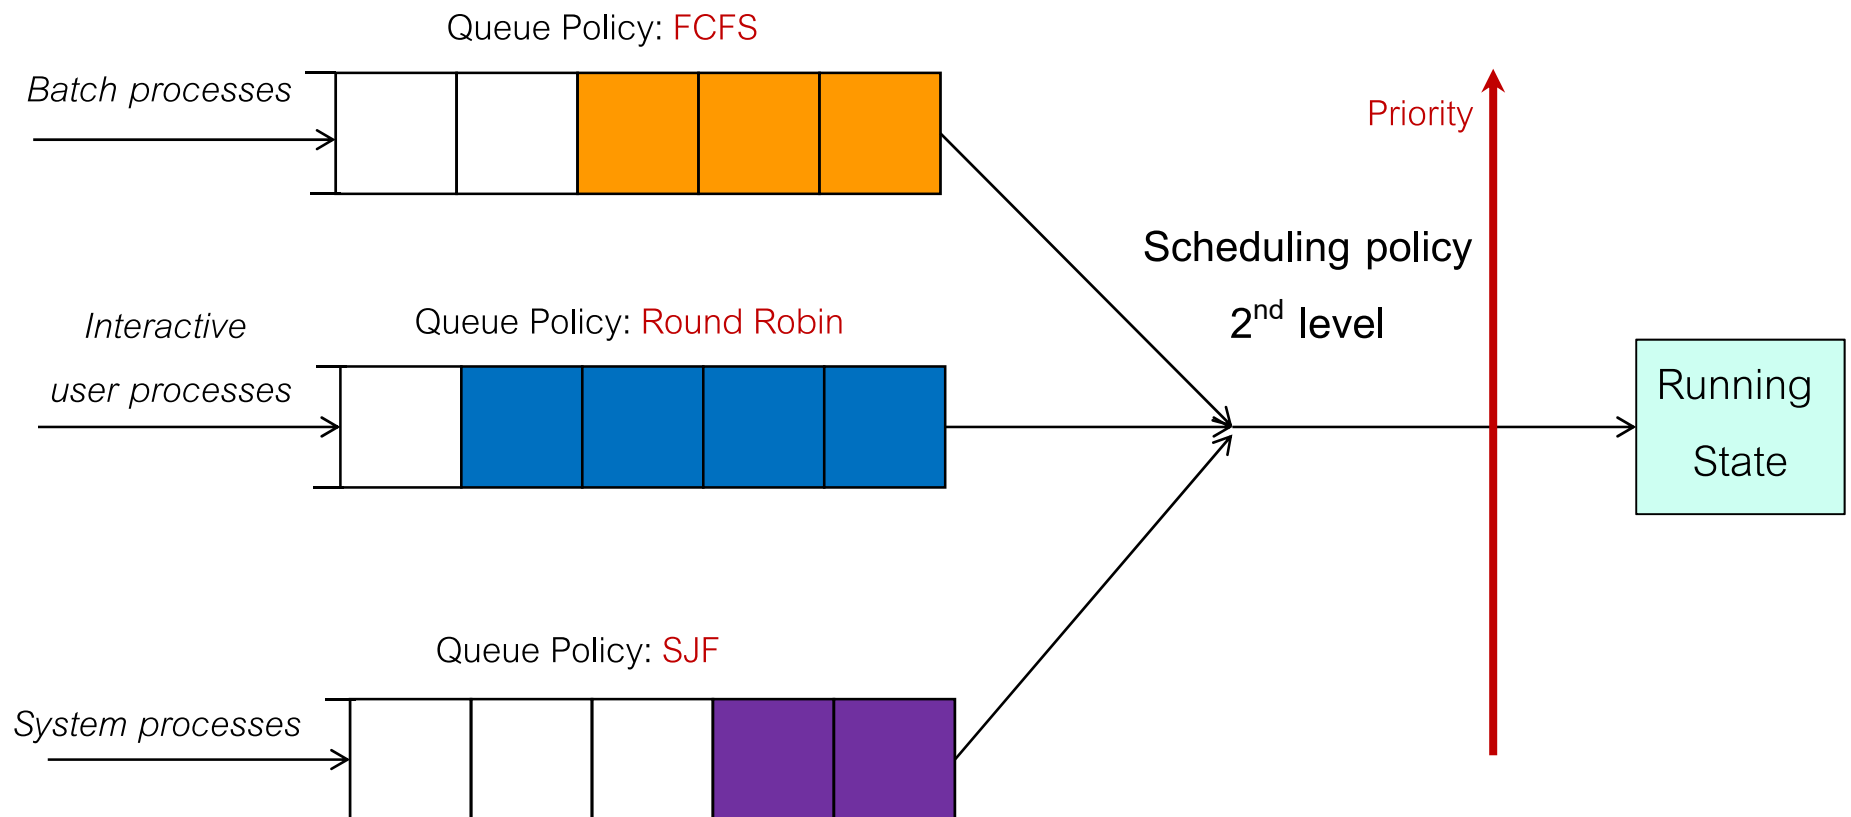 Queue Policy: FCFS
Batch processes
Priority
Scheduling policy
2nd level
Interactive
user processes
Queue Policy: Round Robin
Running
State
Queue Policy: SJF
System processes